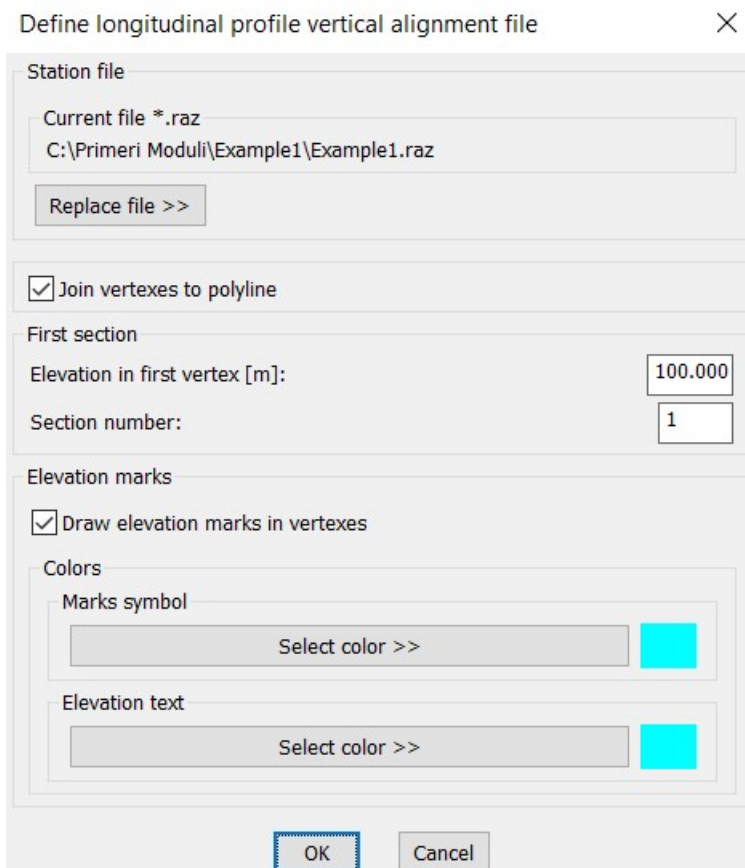 Define longitudinal profile vertical alignment file
Station file
Current file *.raz
C:\Primeri Moduli\Example1\Example1.raz
Replace file >>
Join vertexes to polyline
First section
Elevation in first vertex [m]: 100.000
Section number: 1
Elevation marks
Draw elevation marks in vertexes
Colors
Marks symbol
Select color >>
Elevation text
Select color >>
OK Cancel